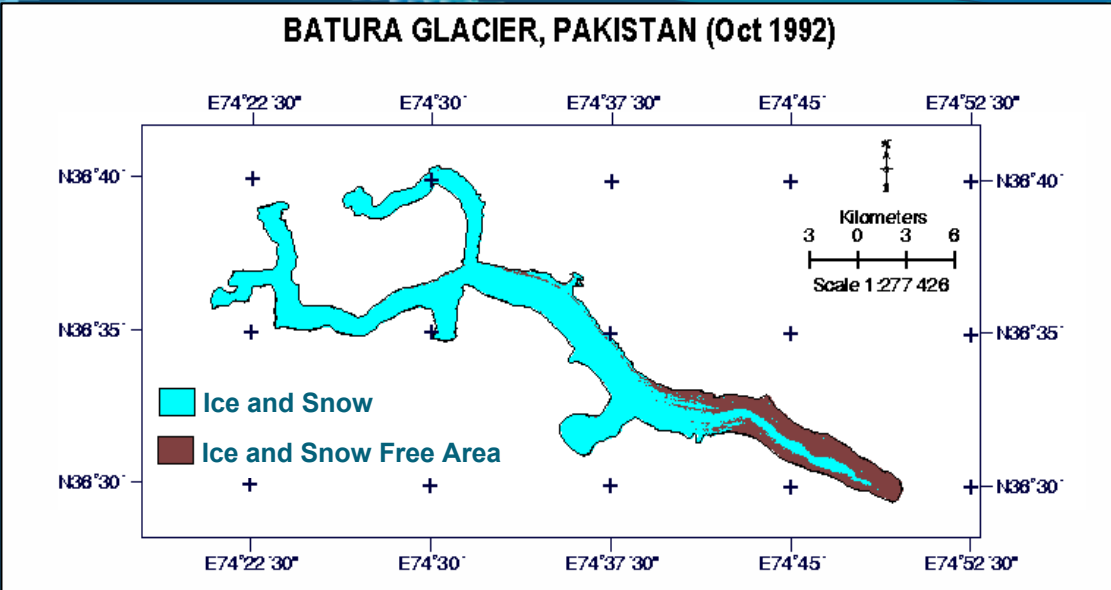 BATURA GLACIER, PAKISTAN (Oct 1992)
E74°22´30" E74°30´ E74°37´30" E74°45´ E74°52´30"
N36°40´ N36°40´
Kilometers
3 0 3 6
Scale 1:277 426
N36°35´ N36°35´
Ice and Snow
Ice and Snow Free Area
N36°30´ N36°30´
E74°22´30" E74°30´ E74°37´30" E74°45´ E74°52´30"